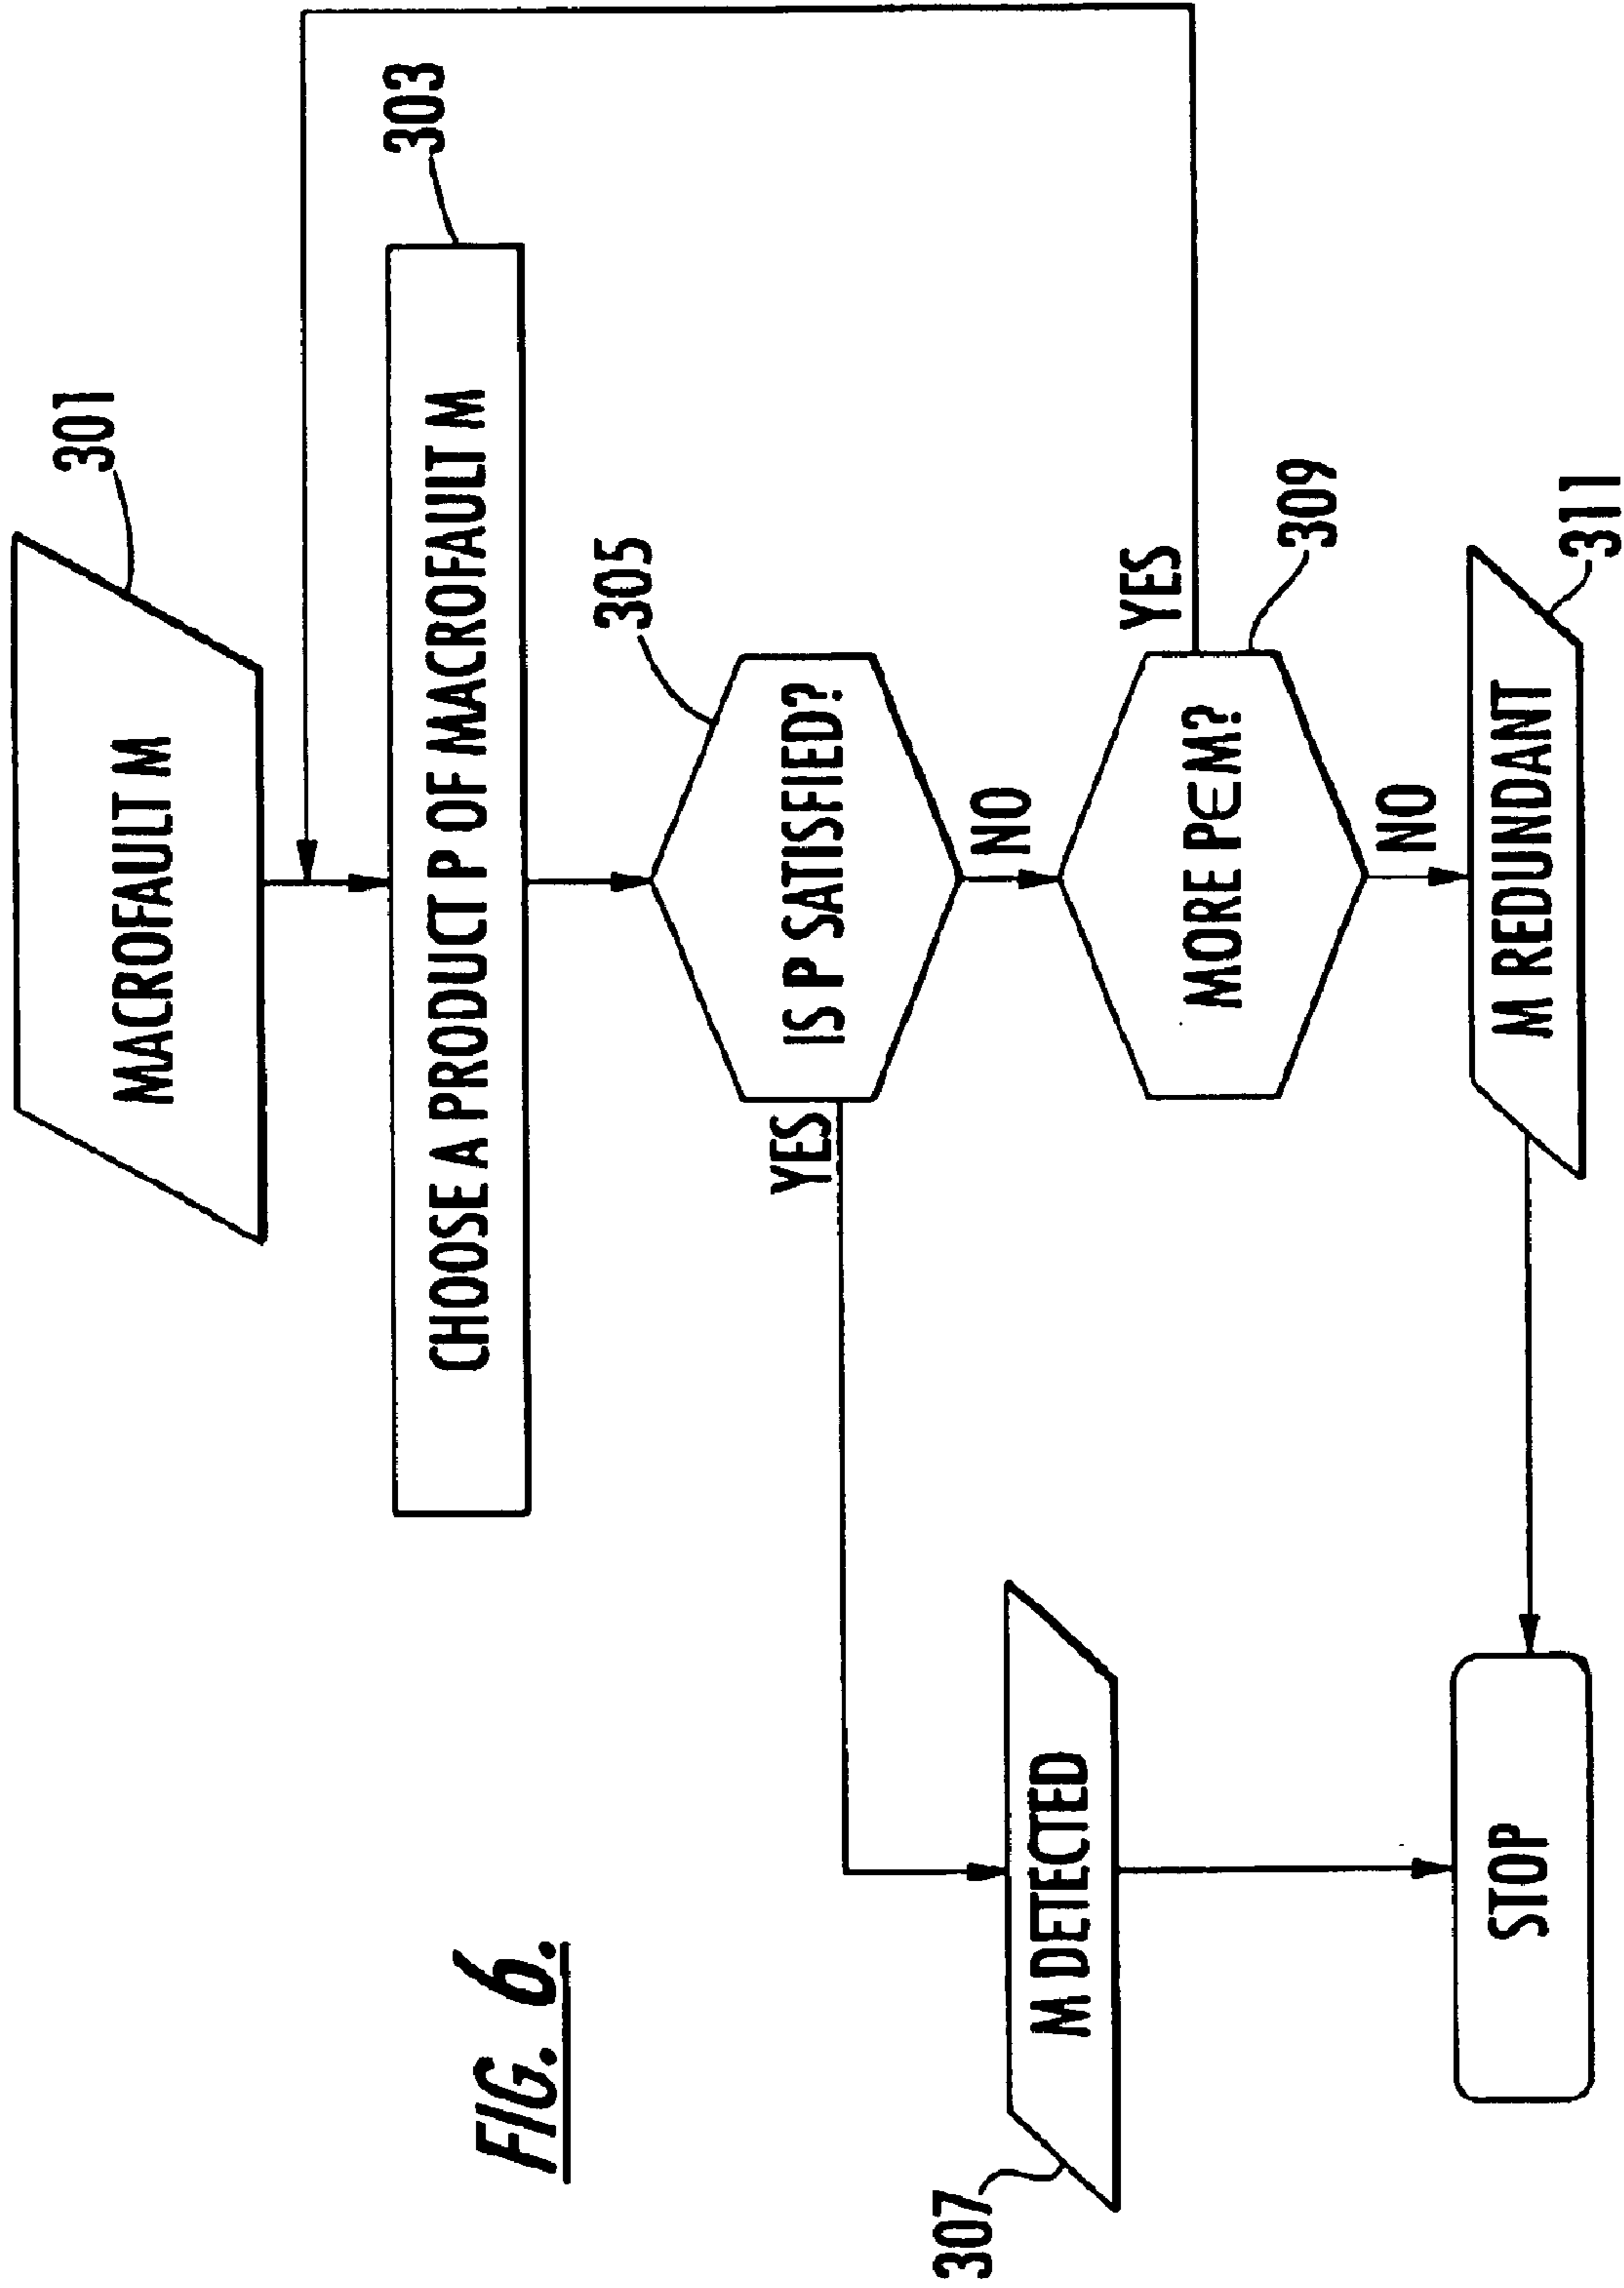 MACROFAULT M
301
303
CHOOSE A PRODUCT P OF MACROFAULT M
305
IS P SATISFIED?
YES
NO
FIG. 6.
307
M DETECTED
MORE P∈M?
YES
309
NO
M REDUNDANT
311
STOP